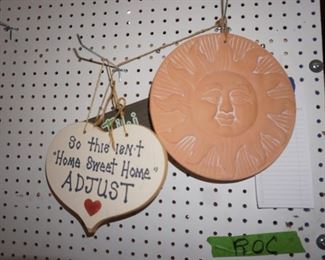 So this isn't
"Home Sweet Home"
ADJUST
ROC